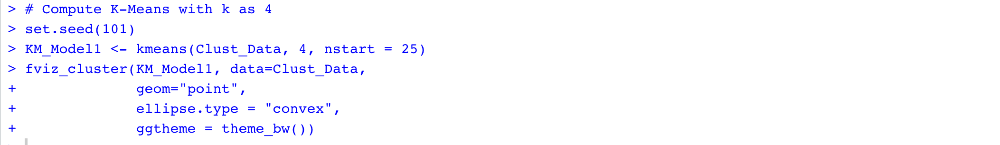 > # Compute K-Means with k as 4
> set.seed(101)
> KM_Model1 <- kmeans(Clust_Data, 4, nstart = 25)
> fviz_cluster(KM_Model1, data=Clust_Data,
+              geom="point",
+              ellipse.type = "convex",
+              ggtheme = theme_bw())